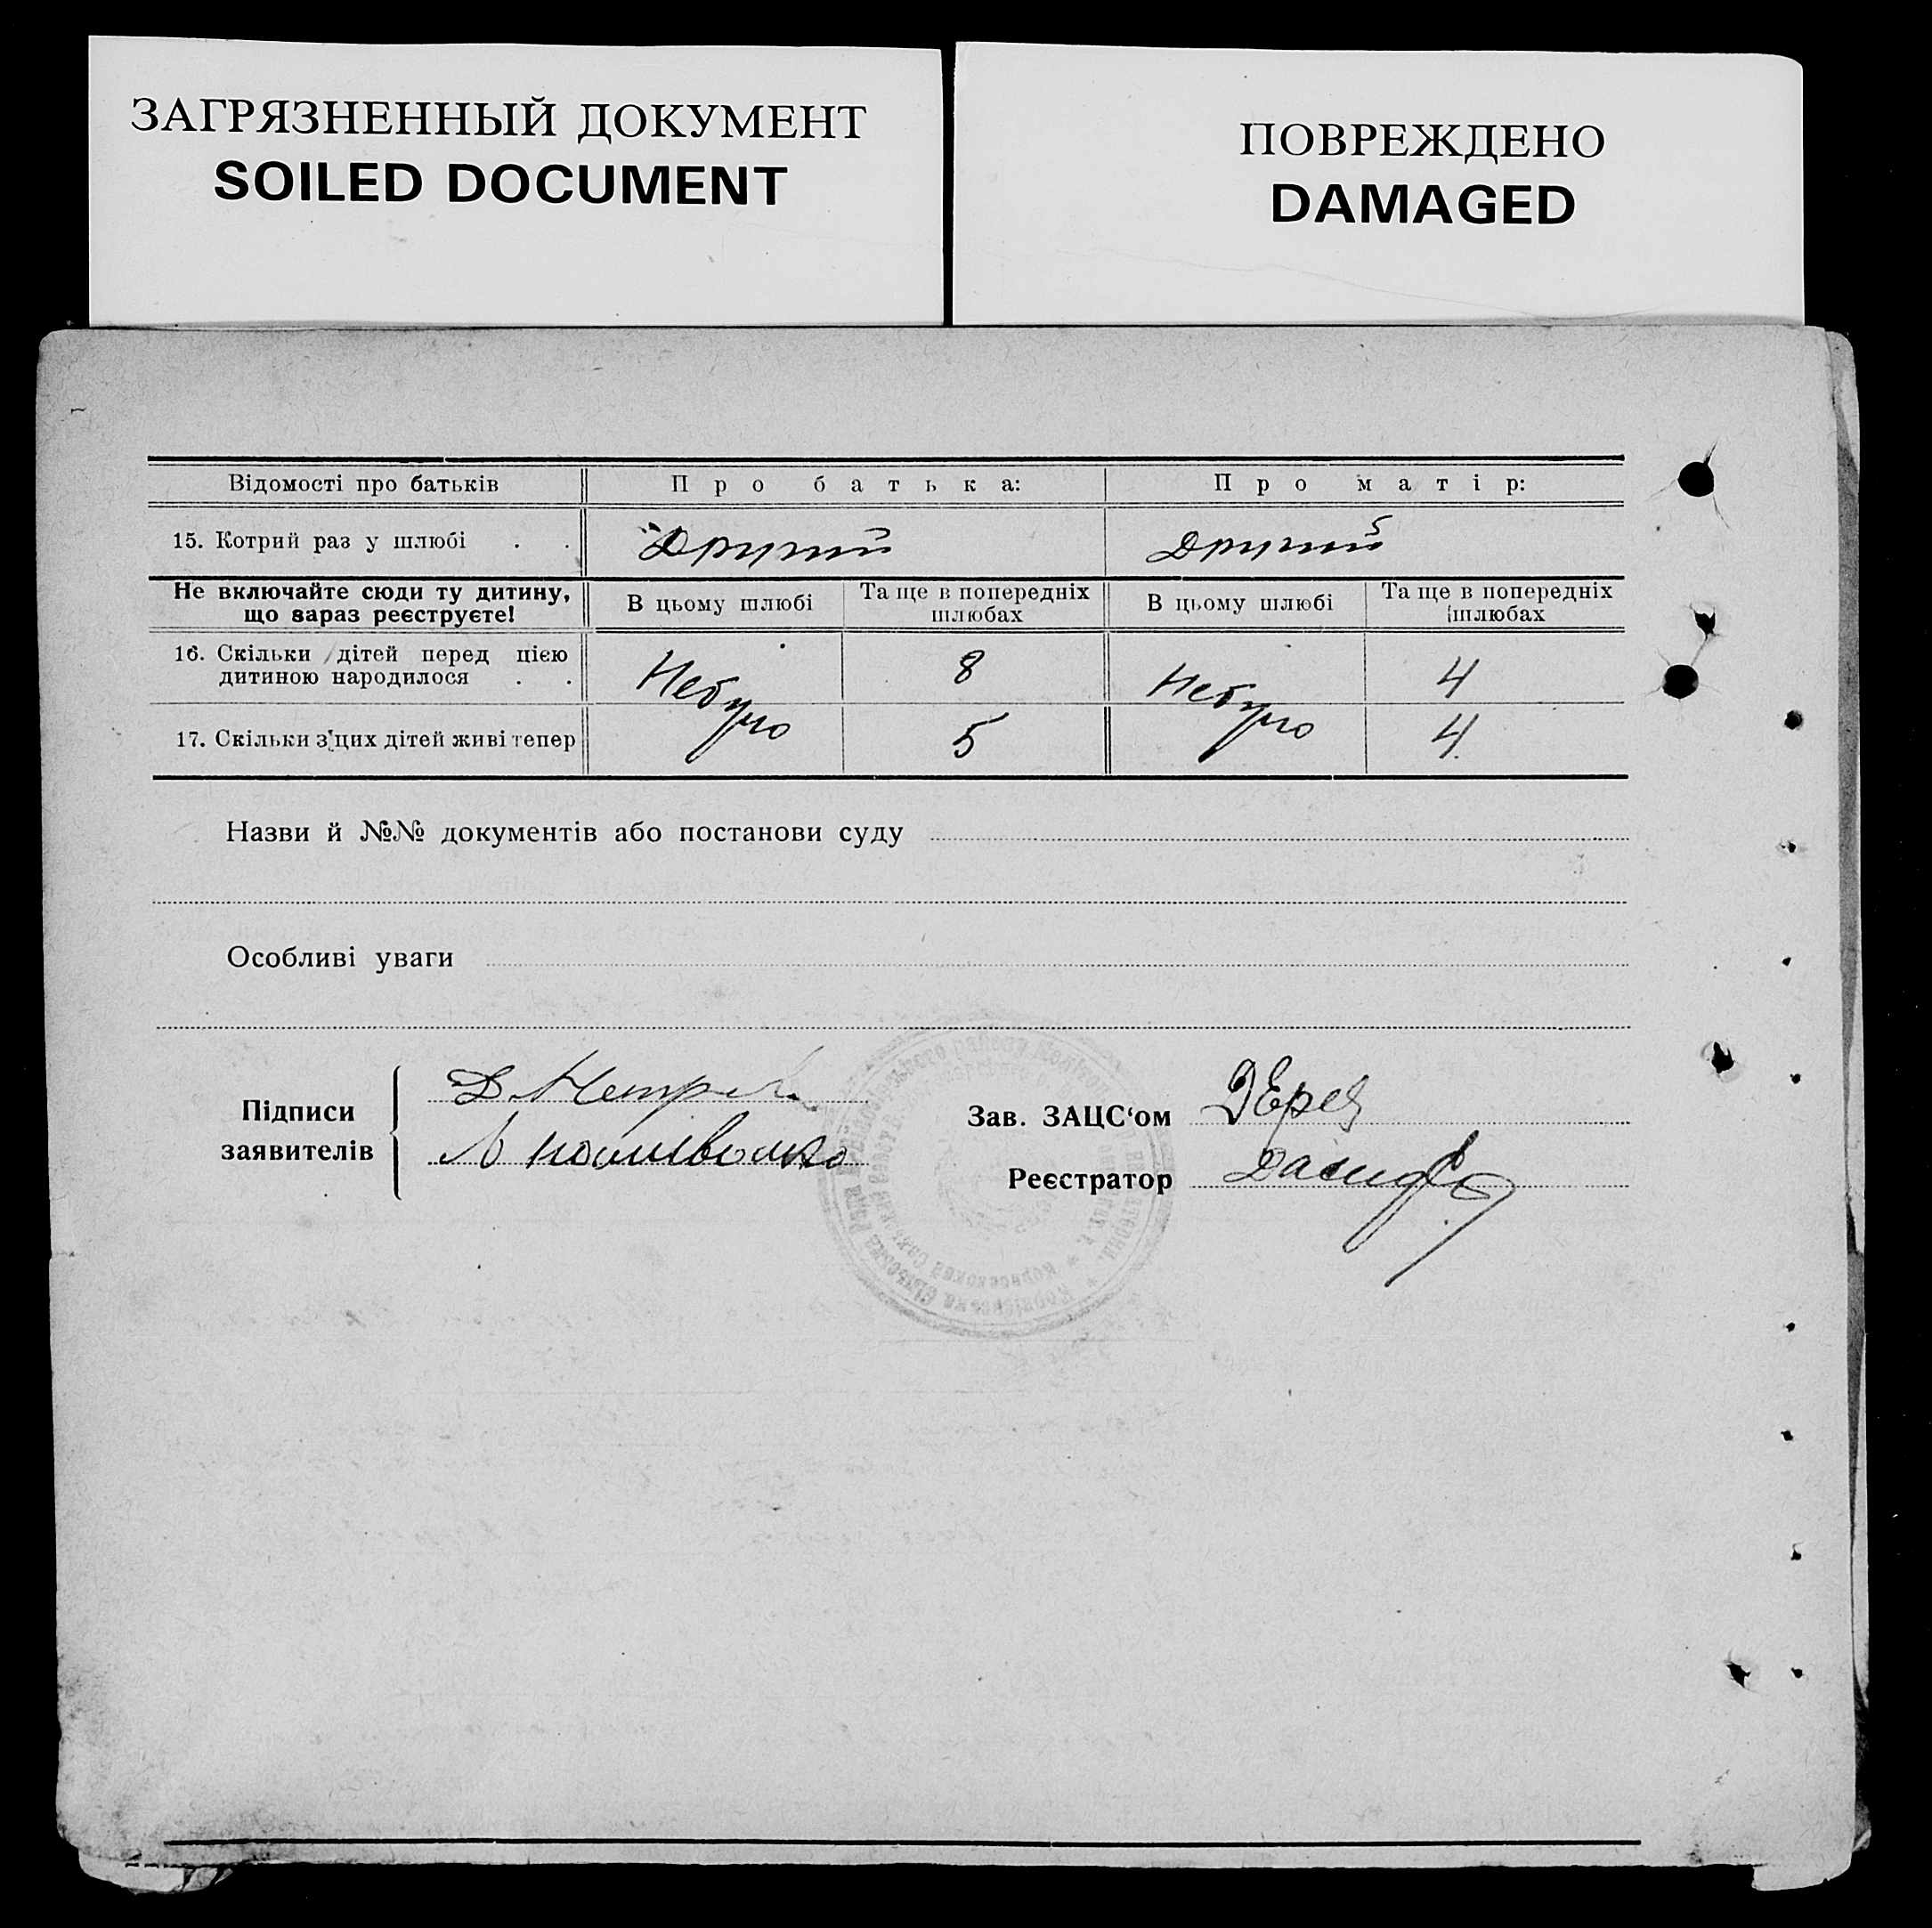 ЗАГРЯЗНЕННЫЙ ДОКУМЕНТ
SOILED DOCUMENT
ПОВРЕЖДЕНО
DAMAGED
Відомості про батьків Про батька: Про матір:
15. Котрий раз у шлюбі . . Другий Другий
Не включайте сюди ту дитину, що зараз реєструєте! В цьому шлюбі Та ще в попередніх шлюбах В цьому шлюбі Та ще в попередніх шлюбах
16. Скільки дітей перед цією дитиною народилося . . Небуло 8 Небуло 4
17. Скільки з цих дітей живі тепер 5 4
Назви й №№ документів або постанови суду
Особливі уваги
Підписи заявителів
Зав. ЗАЦС‘ом
Реєстратор